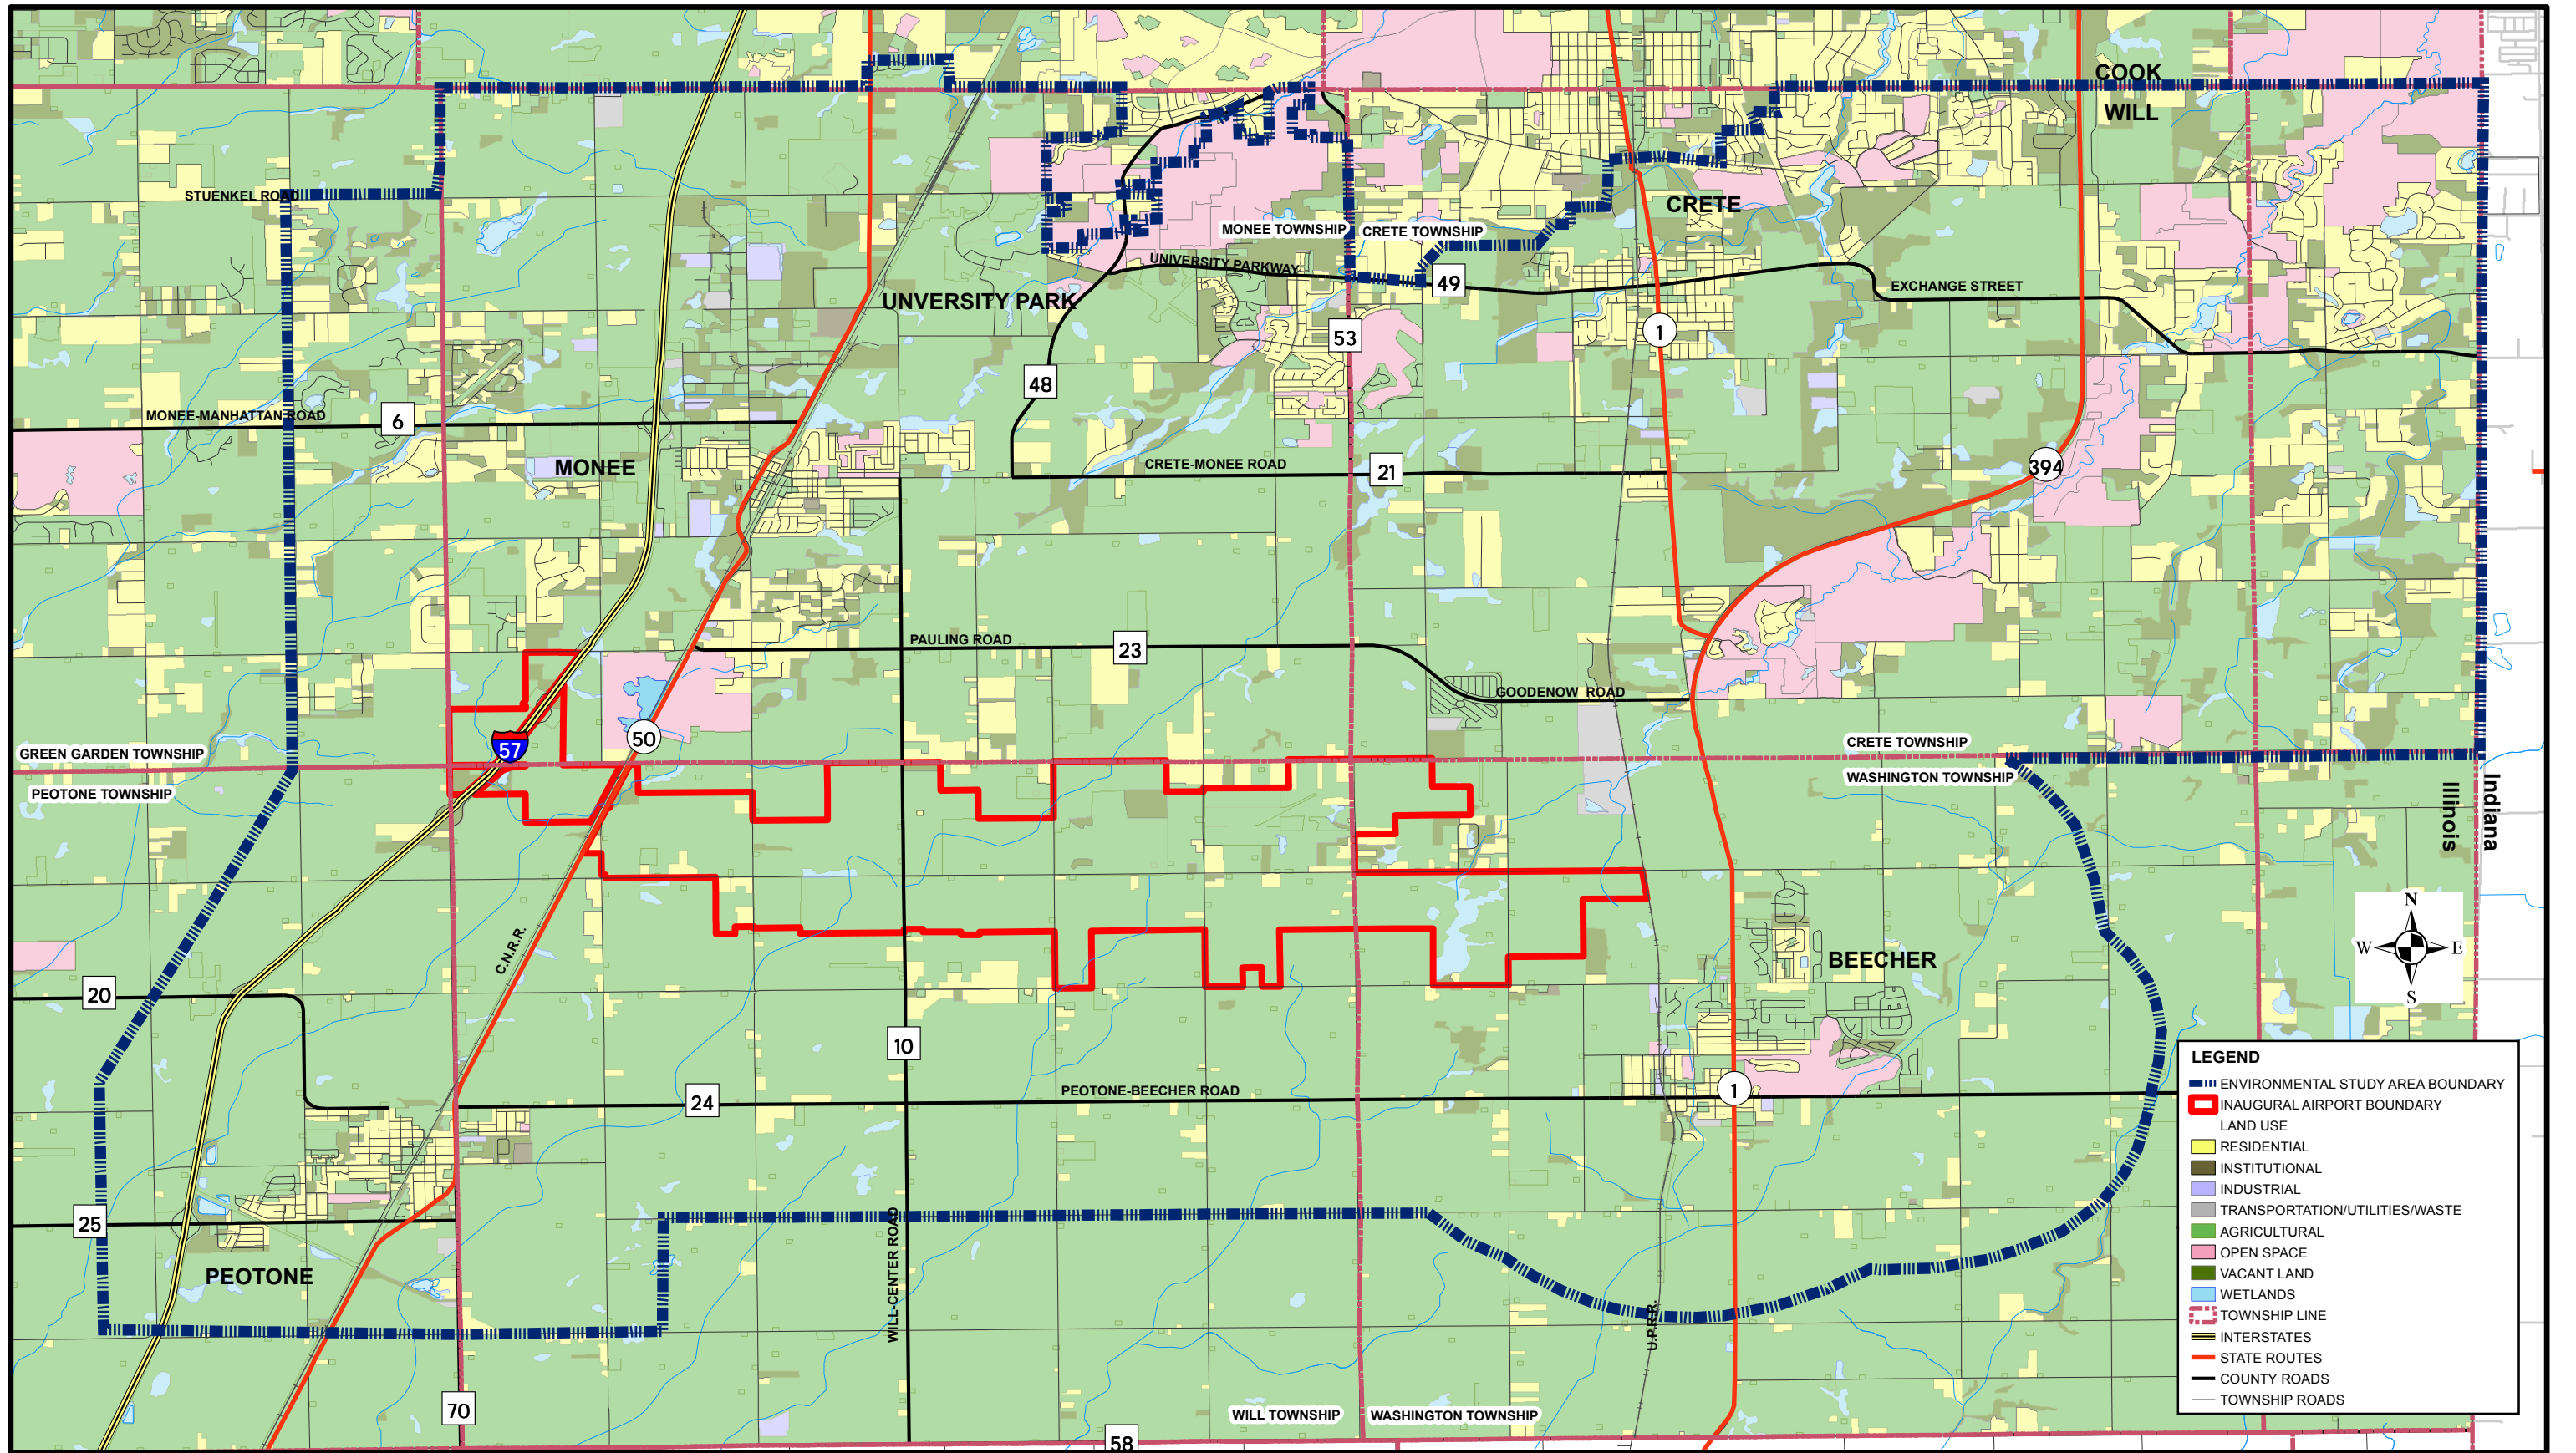 COOK
WILL
STUENKEL ROAD
CRETE
MONEE TOWNSHIP
CRETE TOWNSHIP
UNIVERSITY PARKWAY
49
EXCHANGE STREET
UNVERSITY PARK
53
1
48
MONEE-MANHATTAN ROAD
6
MONEE
CRETE-MONEE ROAD
21
394
PAULING ROAD
23
GOODENOW ROAD
50
57
GREEN GARDEN TOWNSHIP
PEOTONE TOWNSHIP
CRETE TOWNSHIP
WASHINGTON TOWNSHIP
Illinois
Indiana
N
W
E
S
C.N.R.R.
BEECHER
20
10
24
PEOTONE-BEECHER ROAD
1
25
PEOTONE
WILL-CENTER ROAD
U.P.R.R.
70
WILL TOWNSHIP
WASHINGTON TOWNSHIP
58
LEGEND
ENVIRONMENTAL STUDY AREA BOUNDARY
INAUGURAL AIRPORT BOUNDARY
LAND USE
RESIDENTIAL
INSTITUTIONAL
INDUSTRIAL
TRANSPORTATION/UTILITIES/WASTE
AGRICULTURAL
OPEN SPACE
VACANT LAND
WETLANDS
TOWNSHIP LINE
INTERSTATES
STATE ROUTES
COUNTY ROADS
TOWNSHIP ROADS